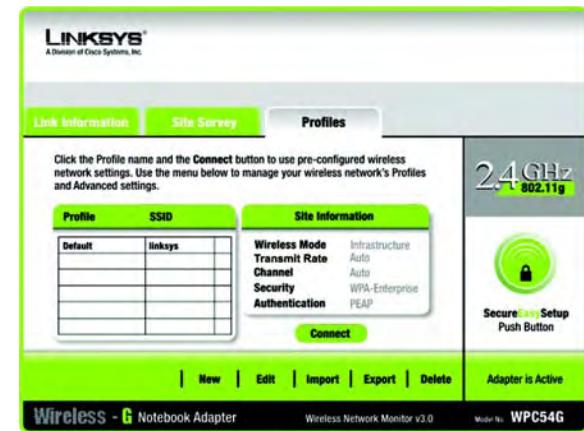 LINKSYS®
A Division of Cisco Systems, Inc.
Link Information
Site Survey
Profiles
Click the Profile name and the Connect button to use pre-configured wireless
network settings. Use the menu below to manage your wireless network's Profiles
and Advanced settings.
2.4 GHz
802.11g
Profile SSID
Default linksys
Site Information
Wireless Mode Infrastructure
Transmit Rate Auto
Channel Auto
Security WPA-Enterprise
Authentication PEAP
Connect
SecureEasySetup
Push Button
New | Edit | Import | Export | Delete
Adapter is Active
Wireless - G Notebook Adapter
Wireless Network Monitor v3.0
Model No. WPC54G